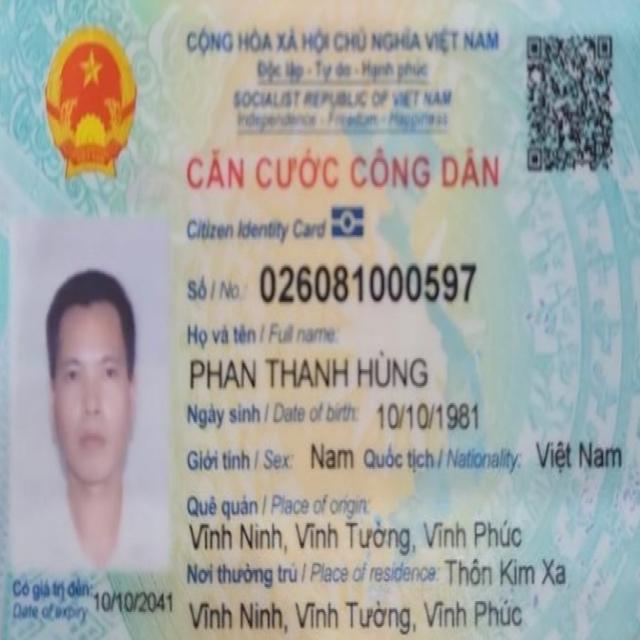 CỘNG HÒA XÃ HỘI CHỦ NGHĨA VIỆT NAM
Độc lập - Tự do - Hạnh phúc
SOCIALIST REPUBLIC OF VIET NAM
Independence - Freedom - Happiness
CĂN CƯỚC CÔNG DÂN
Citizen Identity Card
Số / No.: 026081000597
Họ và tên / Full name:
PHAN THANH HÙNG
Ngày sinh / Date of birth: 10/10/1981
Giới tính / Sex: Nam Quốc tịch / Nationality: Việt Nam
Quê quán / Place of origin:
Vĩnh Ninh, Vĩnh Tường, Vĩnh Phúc
Nơi thường trú / Place of residence: Thôn Kim Xa
Vĩnh Ninh, Vĩnh Tường, Vĩnh Phúc
Có giá trị đến: 10/10/2041
Date of expiry